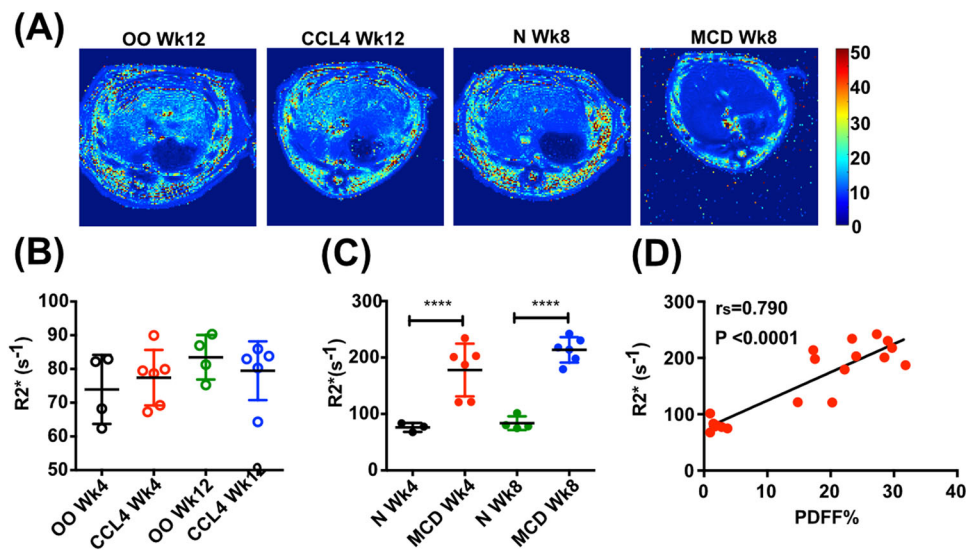 (A)
OO Wk12 CCL4 Wk12 N Wk8 MCD Wk8
50
40
30
20
10
0
(B)
R2* (s-1)
100
90
80
70
60
50
OO Wk4 CCL4 Wk4 OO Wk12 CCL4 Wk12
(C)
R2*(s-1)
300
200
100
0
**** ****
N Wk4 MCD Wk4 N Wk8 MCD Wk8
(D)
R2* (s-1)
300
200
100
0
rs=0.790
P <0.0001
0 10 20 30 40
PDFF%